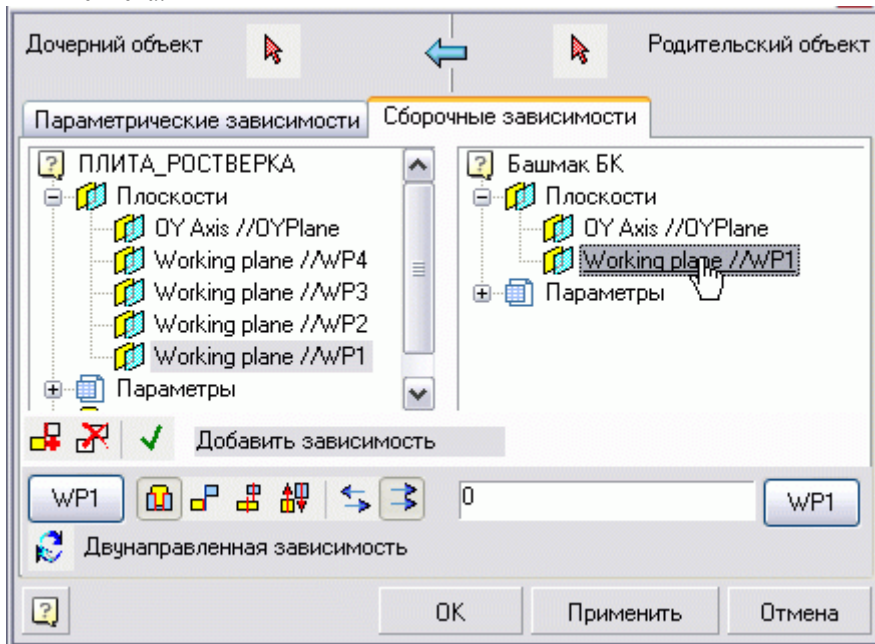 Дочерний объект Родительский объект
Параметрические зависимости Сборочные зависимости
ПЛИТА_РОСТВЕРКА Башмак БК
Плоскости Плоскости
OY Axis //OYPlane OY Axis //OYPlane
Working plane //WP4 Working plane //WP1
Working plane //WP3 Параметры
Working plane //WP2
Working plane //WP1
Параметры
Добавить зависимость
WP1 0 WP1
Двунаправленная зависимость
OK Применить Отмена